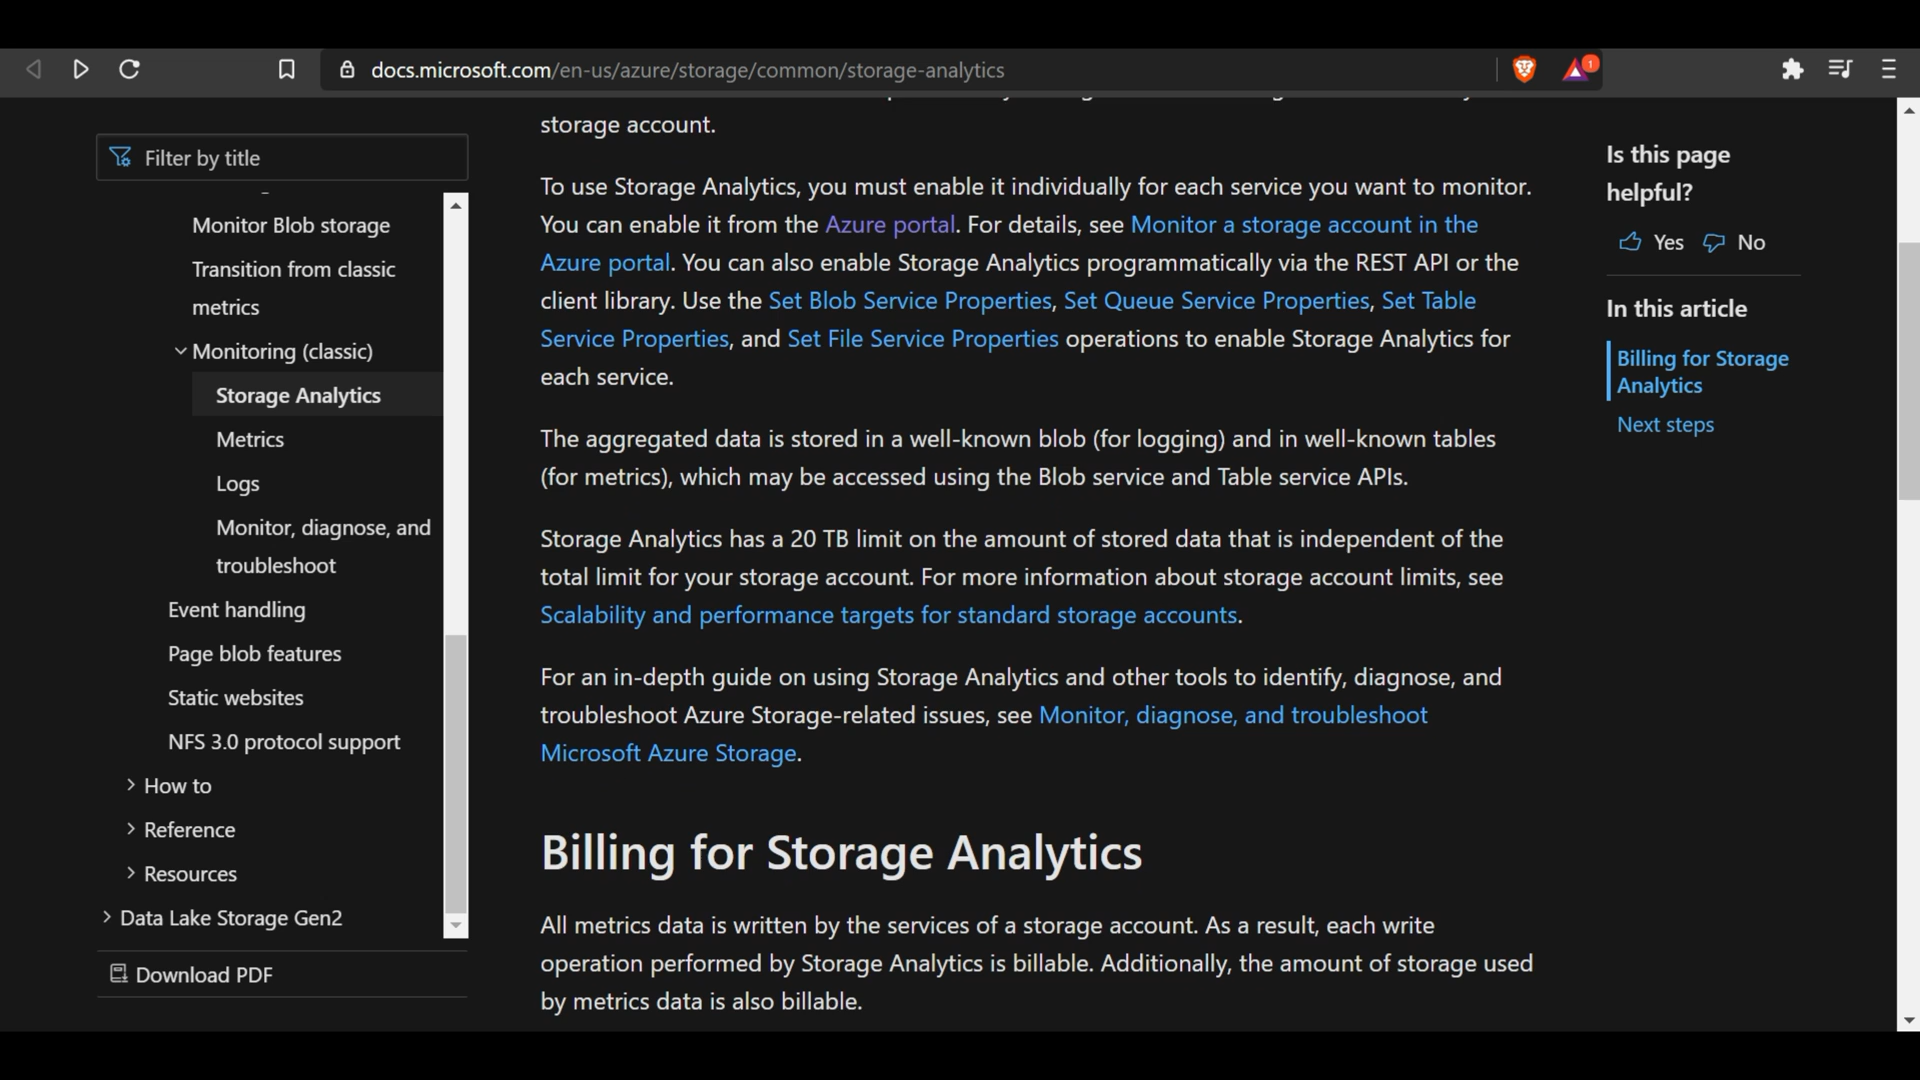 docs.microsoft.com/en-us/azure/storage/common/storage-analytics
1
Filter by title
Monitor Blob storage
Transition from classic
metrics
Monitoring (classic)
Storage Analytics
Metrics
Logs
Monitor, diagnose, and
troubleshoot
Event handling
Page blob features
Static websites
NFS 3.0 protocol support
How to
Reference
Resources
Data Lake Storage Gen2
Download PDF
storage account.
To use Storage Analytics, you must enable it individually for each service you want to monitor.
You can enable it from the Azure portal. For details, see Monitor a storage account in the
Azure portal. You can also enable Storage Analytics programmatically via the REST API or the
client library. Use the Set Blob Service Properties, Set Queue Service Properties, Set Table
Service Properties, and Set File Service Properties operations to enable Storage Analytics for
each service.
The aggregated data is stored in a well-known blob (for logging) and in well-known tables
(for metrics), which may be accessed using the Blob service and Table service APIs.
Storage Analytics has a 20 TB limit on the amount of stored data that is independent of the
total limit for your storage account. For more information about storage account limits, see
Scalability and performance targets for standard storage accounts.
For an in-depth guide on using Storage Analytics and other tools to identify, diagnose, and
troubleshoot Azure Storage-related issues, see Monitor, diagnose, and troubleshoot
Microsoft Azure Storage.
Billing for Storage Analytics
All metrics data is written by the services of a storage account. As a result, each write
operation performed by Storage Analytics is billable. Additionally, the amount of storage used
by metrics data is also billable.
Is this page
helpful?
Yes No
In this article
Billing for Storage
Analytics
Next steps